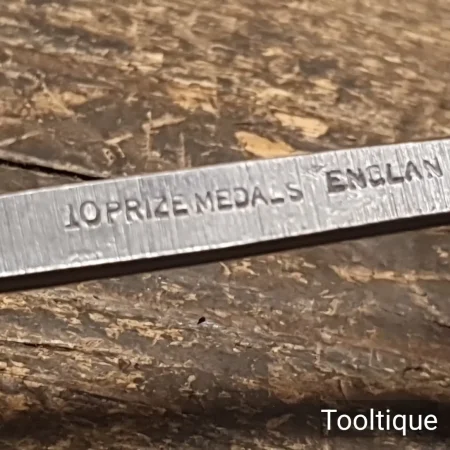 10 PRIZE MEDALS ENGLAN
Tooltique